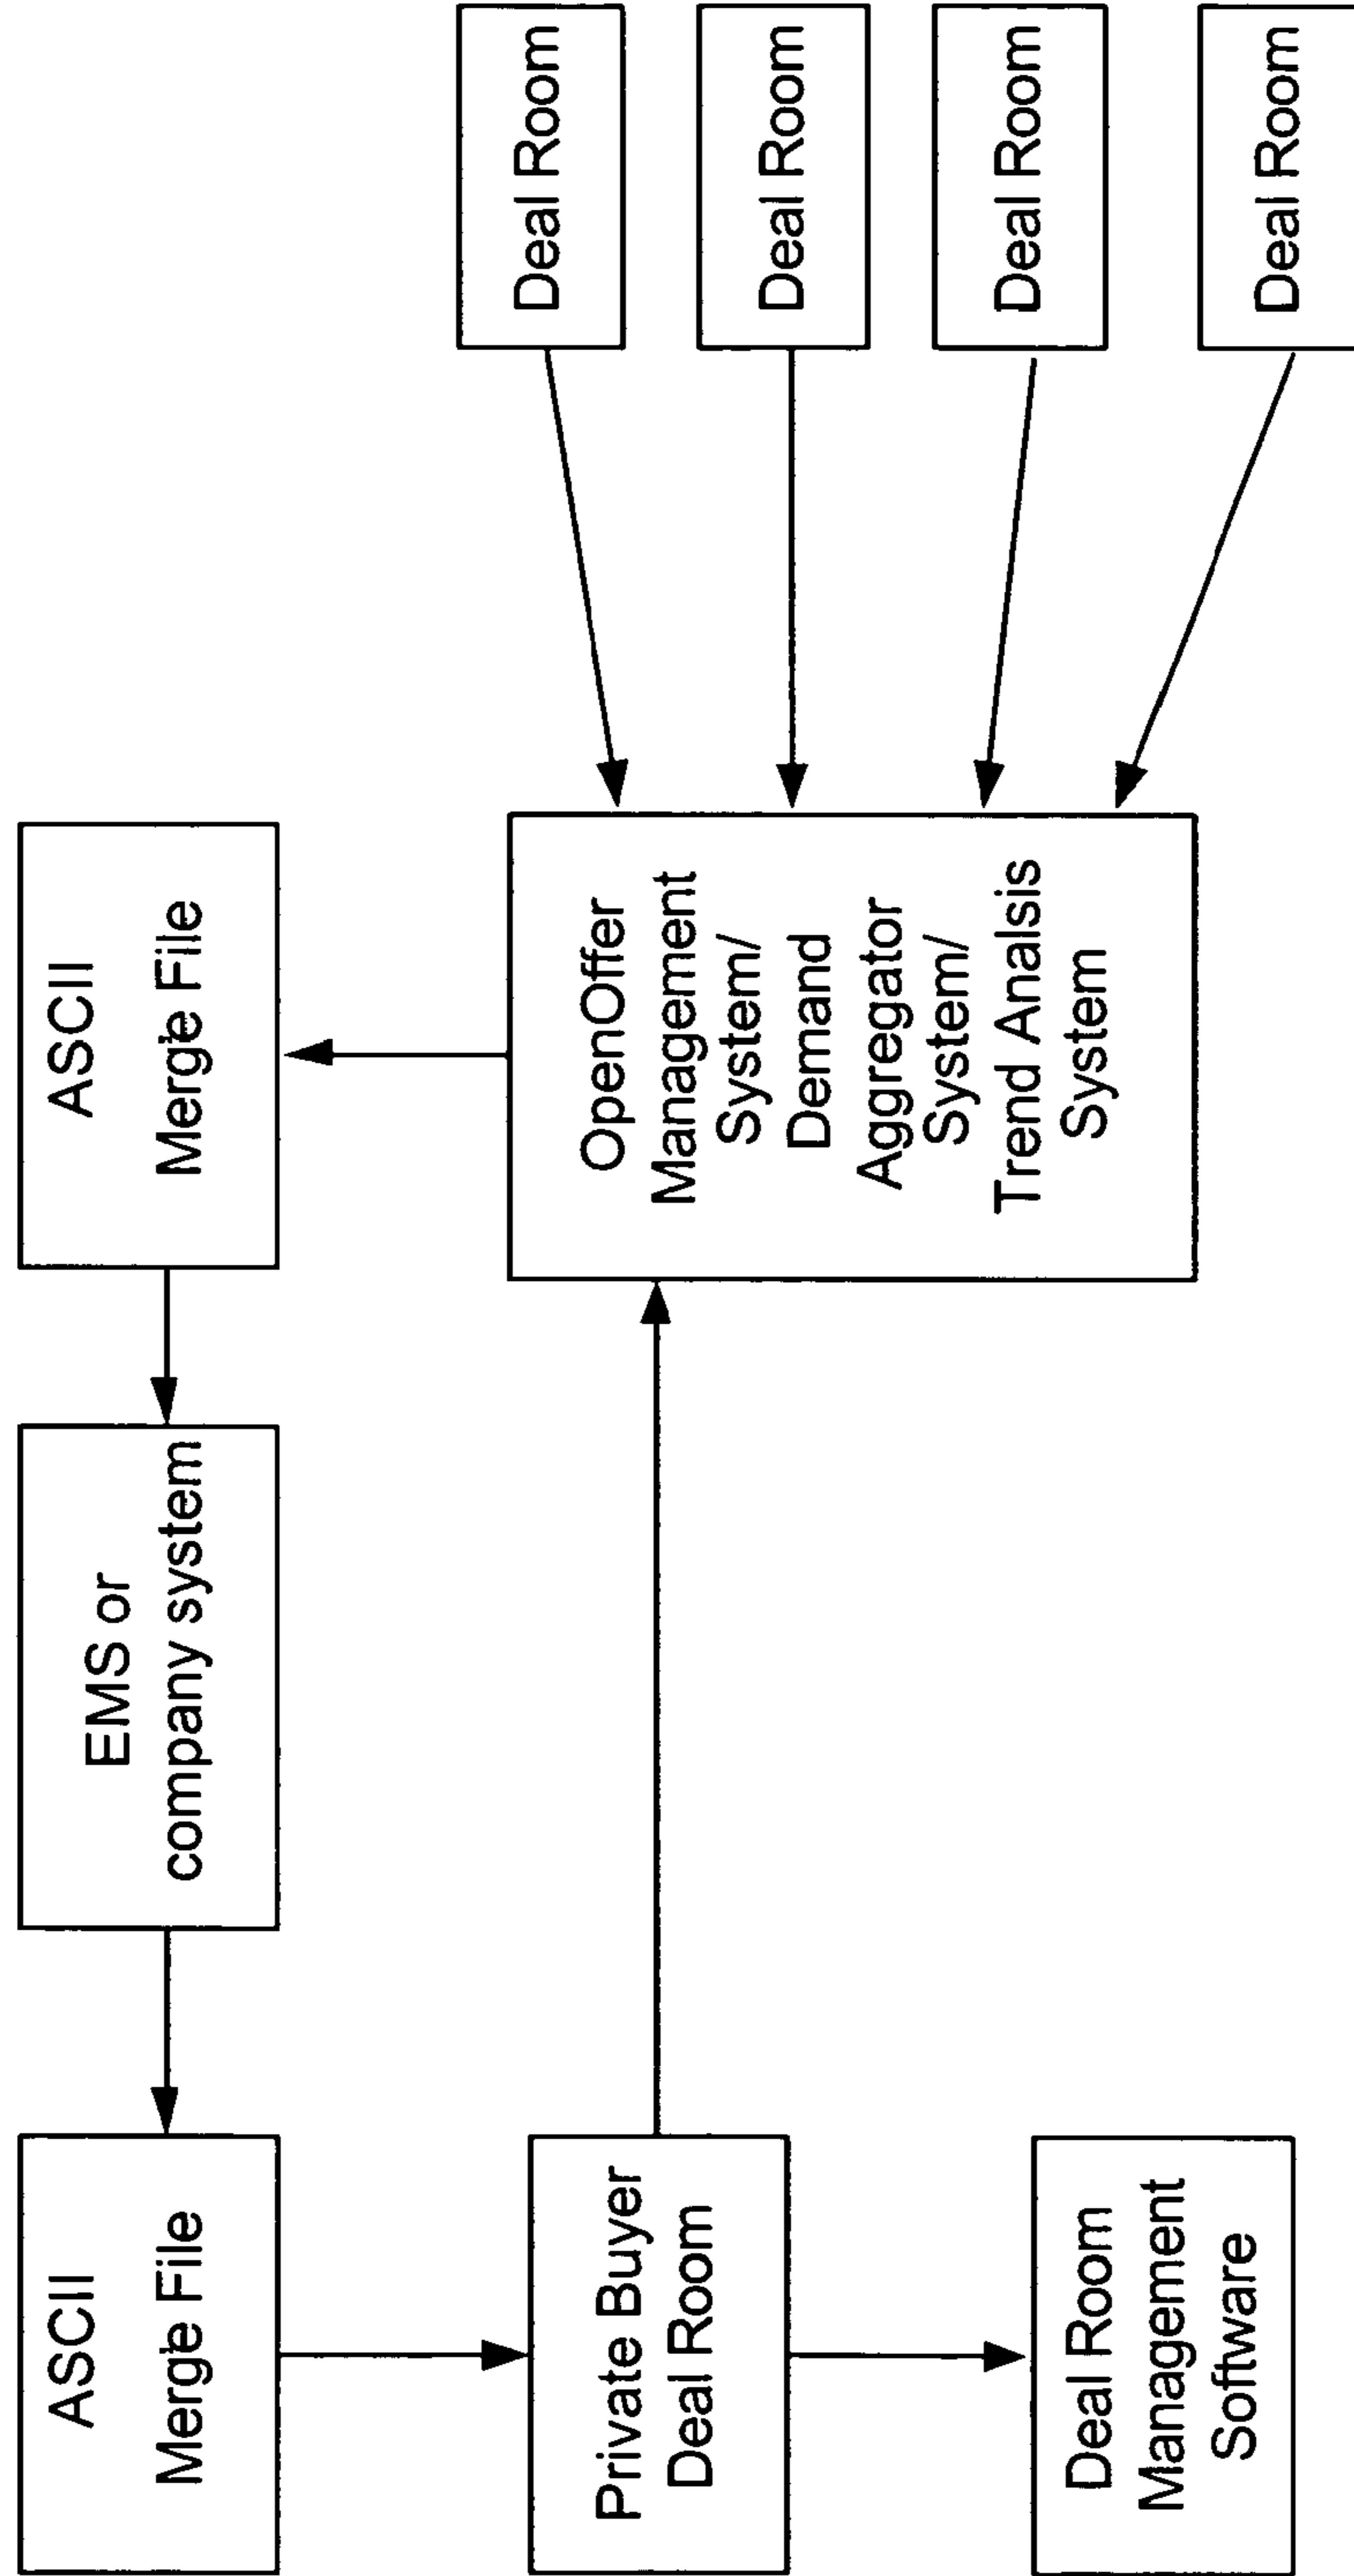 ASCII
Merge File
EMS or
company system
ASCII
Merge File
Private Buyer
Deal Room
OpenOffer
Management
System/
Demand
Aggregator
System/
Trend Analsis
System
Deal Room
Management
Software
Deal Room
Deal Room
Deal Room
Deal Room